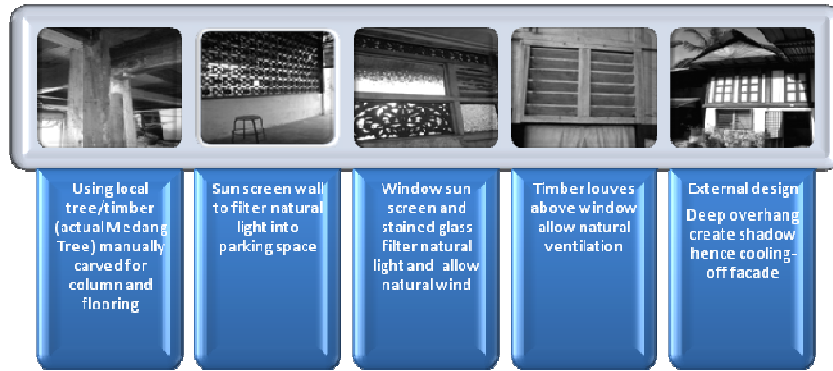 Using local
tree/timber
(actual Medang
Tree) manually
carved for
column and
flooring
Sun screen wall
to filter natural
light into
parking space
Window sun
screen and
stained glass
filter natural
light and allow
natural wind
Timber louves
above window
allow natural
ventilation
External design
Deep overhang
create shadow
hence cooling-
off facade